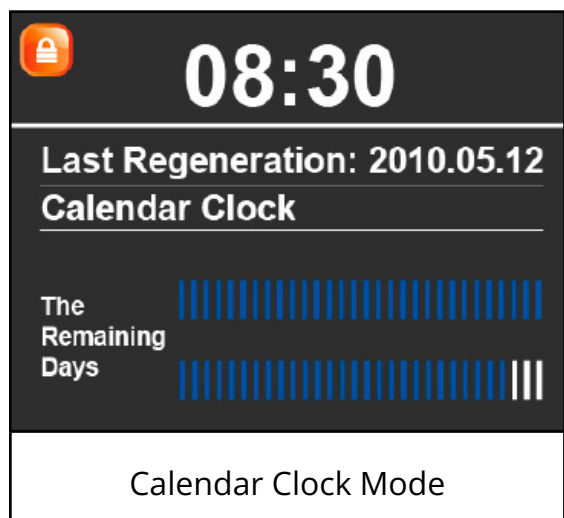 08:30
Last Regeneration: 2010.05.12
Calendar Clock
The
Remaining
Days
Calendar Clock Mode